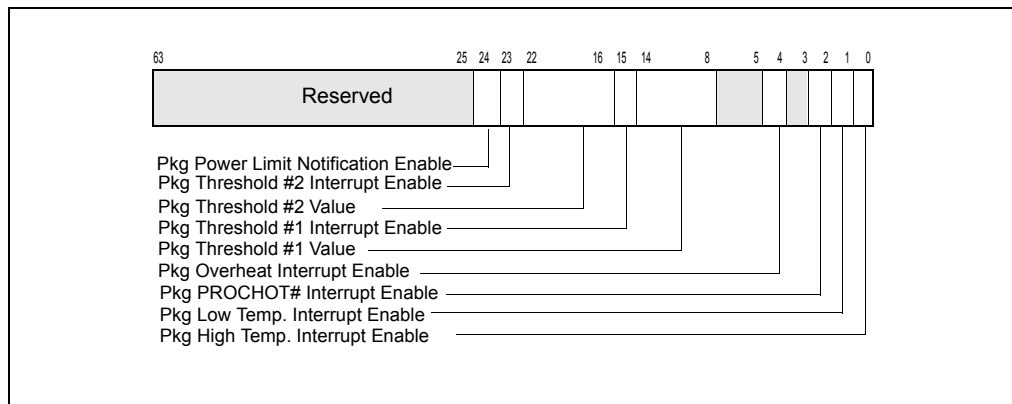 63 25 24 23 22 16 15 14 8 5 4 3 2 1 0
Reserved
Pkg Power Limit Notification Enable
Pkg Threshold #2 Interrupt Enable
Pkg Threshold #2 Value
Pkg Threshold #1 Interrupt Enable
Pkg Threshold #1 Value
Pkg Overheat Interrupt Enable
Pkg PROCHOT# Interrupt Enable
Pkg Low Temp. Interrupt Enable
Pkg High Temp. Interrupt Enable